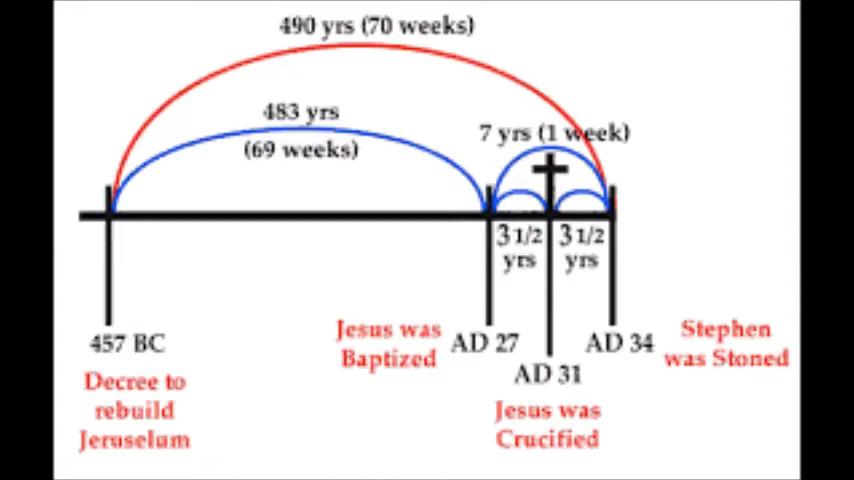 490 yrs (70 weeks)
483 yrs
(69 weeks)
7 yrs (1 week)
3 1/2
yrs
3 1/2
yrs
457 BC
Decree to
rebuild
Jeruselum
Jesus was
Baptized
AD 27
AD 31
Jesus was
Crucified
AD 34
Stephen
was Stoned